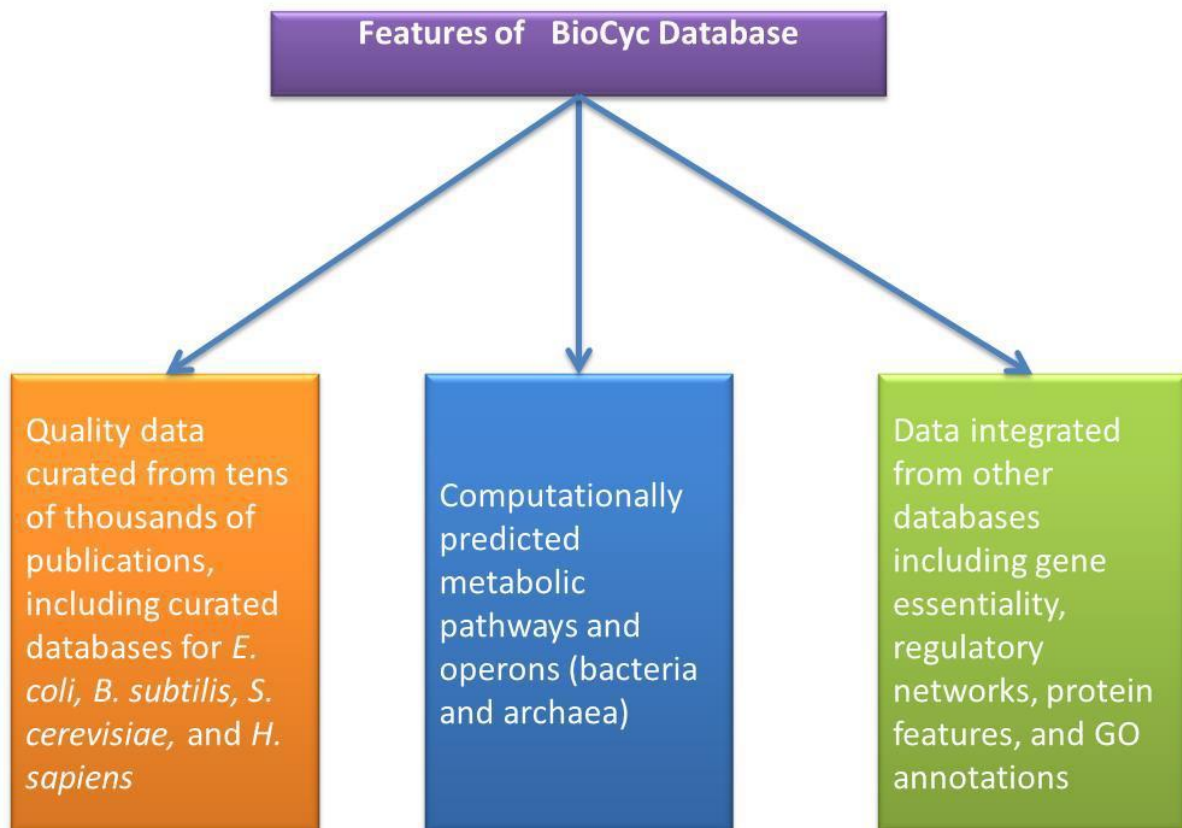 Features of BioCyc Database
Quality data
curated from tens
of thousands of
publications,
including curated
databases for E.
coli, B. subtilis, S.
cerevisiae, and H.
sapiens
Computationally
predicted
metabolic
pathways and
operons (bacteria
and archaea)
Data integrated
from other
databases
including gene
essentiality,
regulatory
networks, protein
features, and GO
annotations